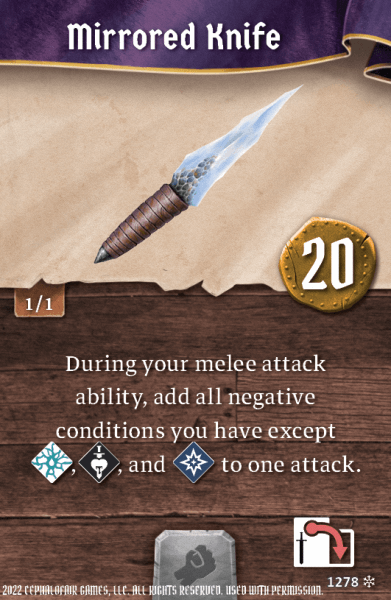 Mirrored Knife
20
1/1
During your melee attack
ability, add all negative
conditions you have except
, , and to one attack.
1278
2022 CEPHALOFAIR GAMES, LLC. ALL RIGHTS RESERVED. USED WITH PERMISSION.